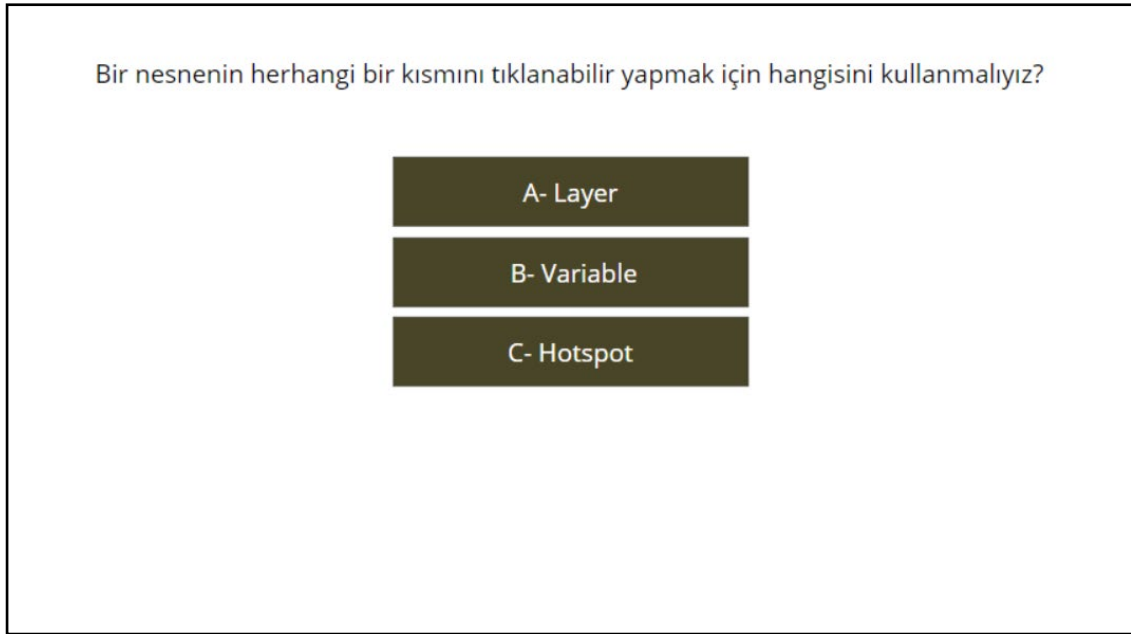 Bir nesnenin herhangi bir kısmını tıklanabilir yapmak için hangisini kullanmalıyız?
A- Layer
B- Variable
C- Hotspot